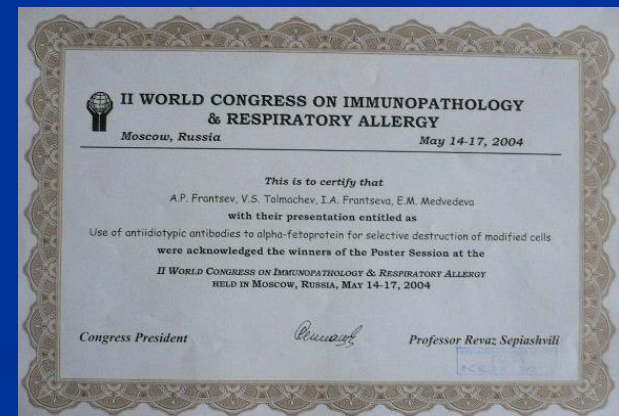 II WORLD CONGRESS ON IMMUNOPATHOLOGY
& RESPIRATORY ALLERGY
Moscow, Russia May 14-17, 2004
This is to certify that
A.P. Frantsev, V.S. Tolmachev, I.A. Frantseva, E.M. Medvedeva
with their presentation entitled as
Use of antiidiotypic antibodies to alpha-fetoprotein for selective destruction of modified cells
were acknowledged the winners of the Poster Session at the
II WORLD CONGRESS ON IMMUNOPATHOLOGY & RESPIRATORY ALLERGY
HELD IN MOSCOW, RUSSIA, MAY 14-17, 2004
Congress President Professor Revaz Sepiashvili